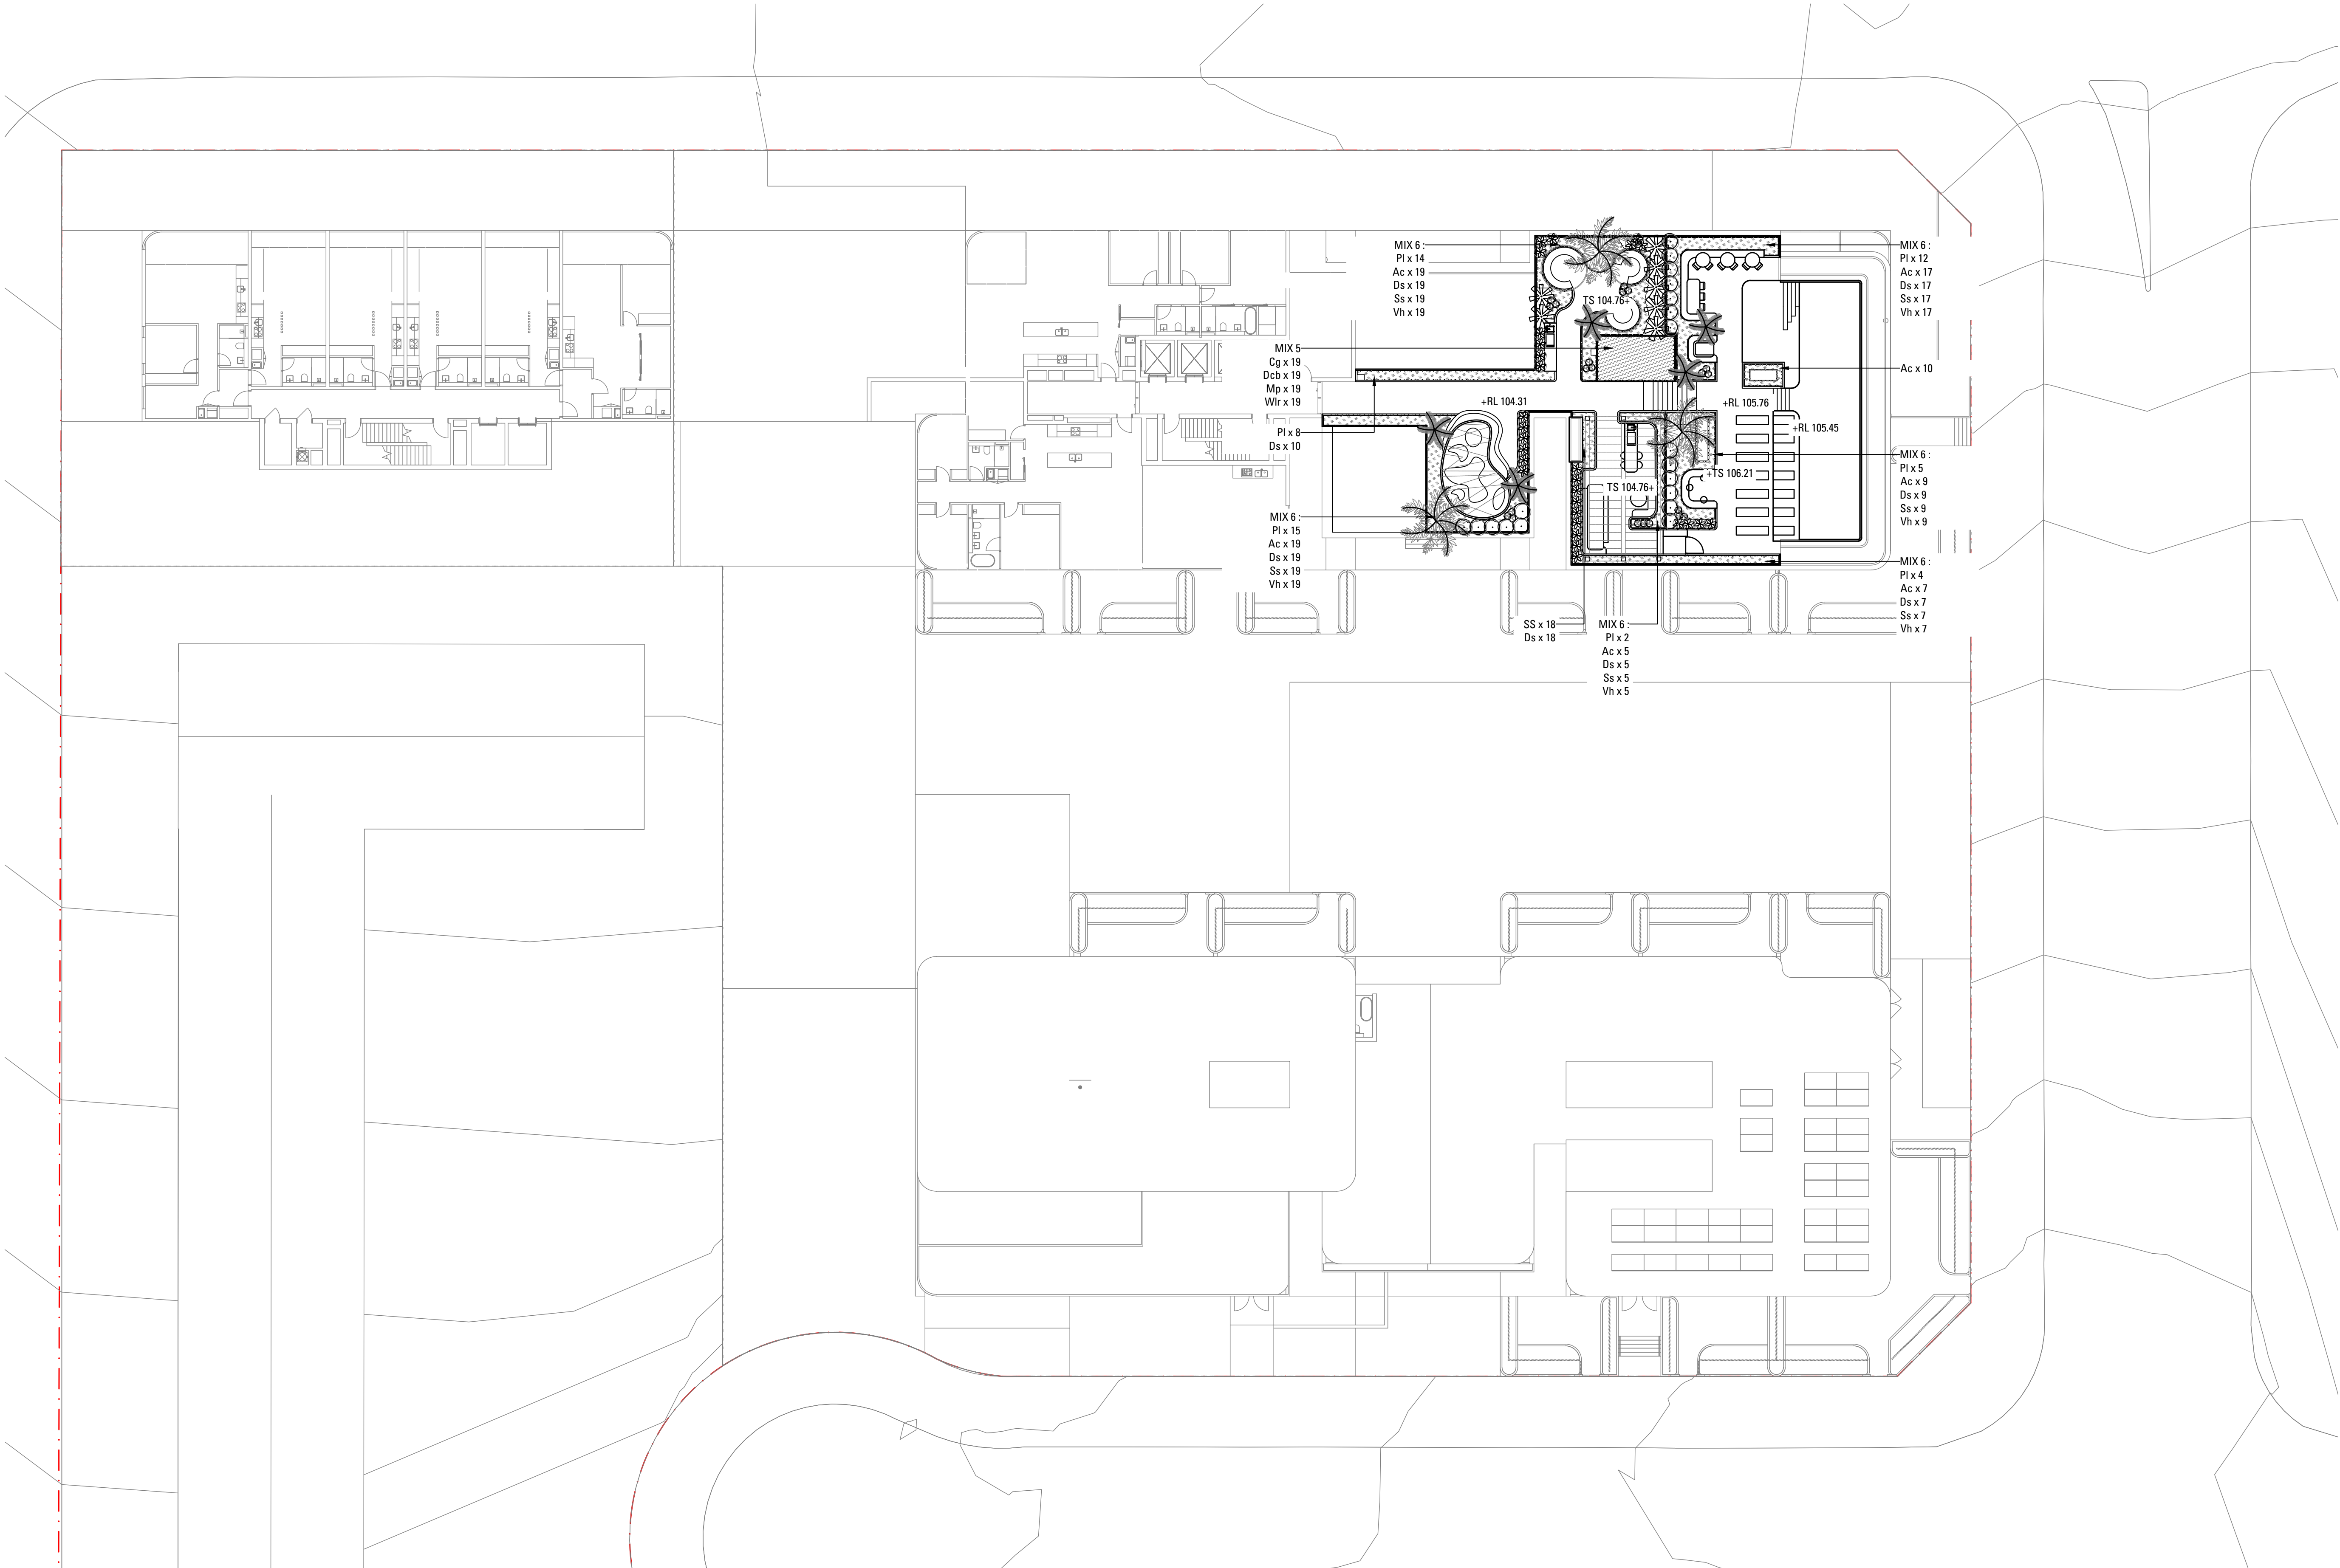 MIX 6 :
Pl x 14
Ac x 19
Ds x 19
Ss x 19
Vh x 19
MIX 6 :
Pl x 12
Ac x 17
Ds x 17
Ss x 17
Vh x 17
TS 104.76+
MIX 5
Cg x 19
Dcb x 19
Mp x 19
Wlr x 19
Ac x 10
+RL 104.31
+RL 105.76
+RL 105.45
Pl x 8
Ds x 10
MIX 6 :
Pl x 5
Ac x 9
Ds x 9
Ss x 9
Vh x 9
+TS 106.21
TS 104.76+
MIX 6 :
Pl x 15
Ac x 19
Ds x 19
Ss x 19
Vh x 19
MIX 6 :
Pl x 4
Ac x 7
Ds x 7
Ss x 7
Vh x 7
SS x 18
Ds x 18
MIX 6 :
Pl x 2
Ac x 5
Ds x 5
Ss x 5
Vh x 5